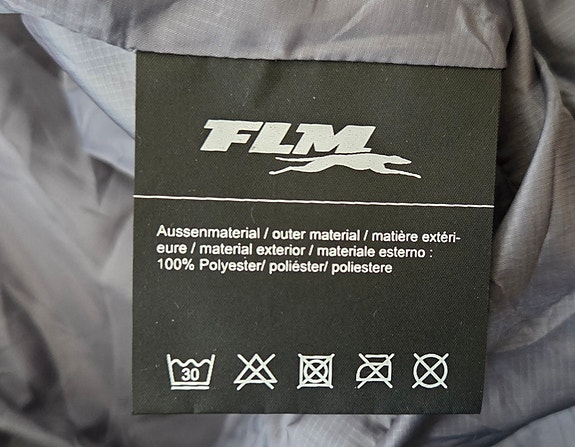 FLM
Aussenmaterial / outer material / matière extéri-
eure / material exterior / materiale esterno :
100% Polyester/ poliéster/ poliestere
30